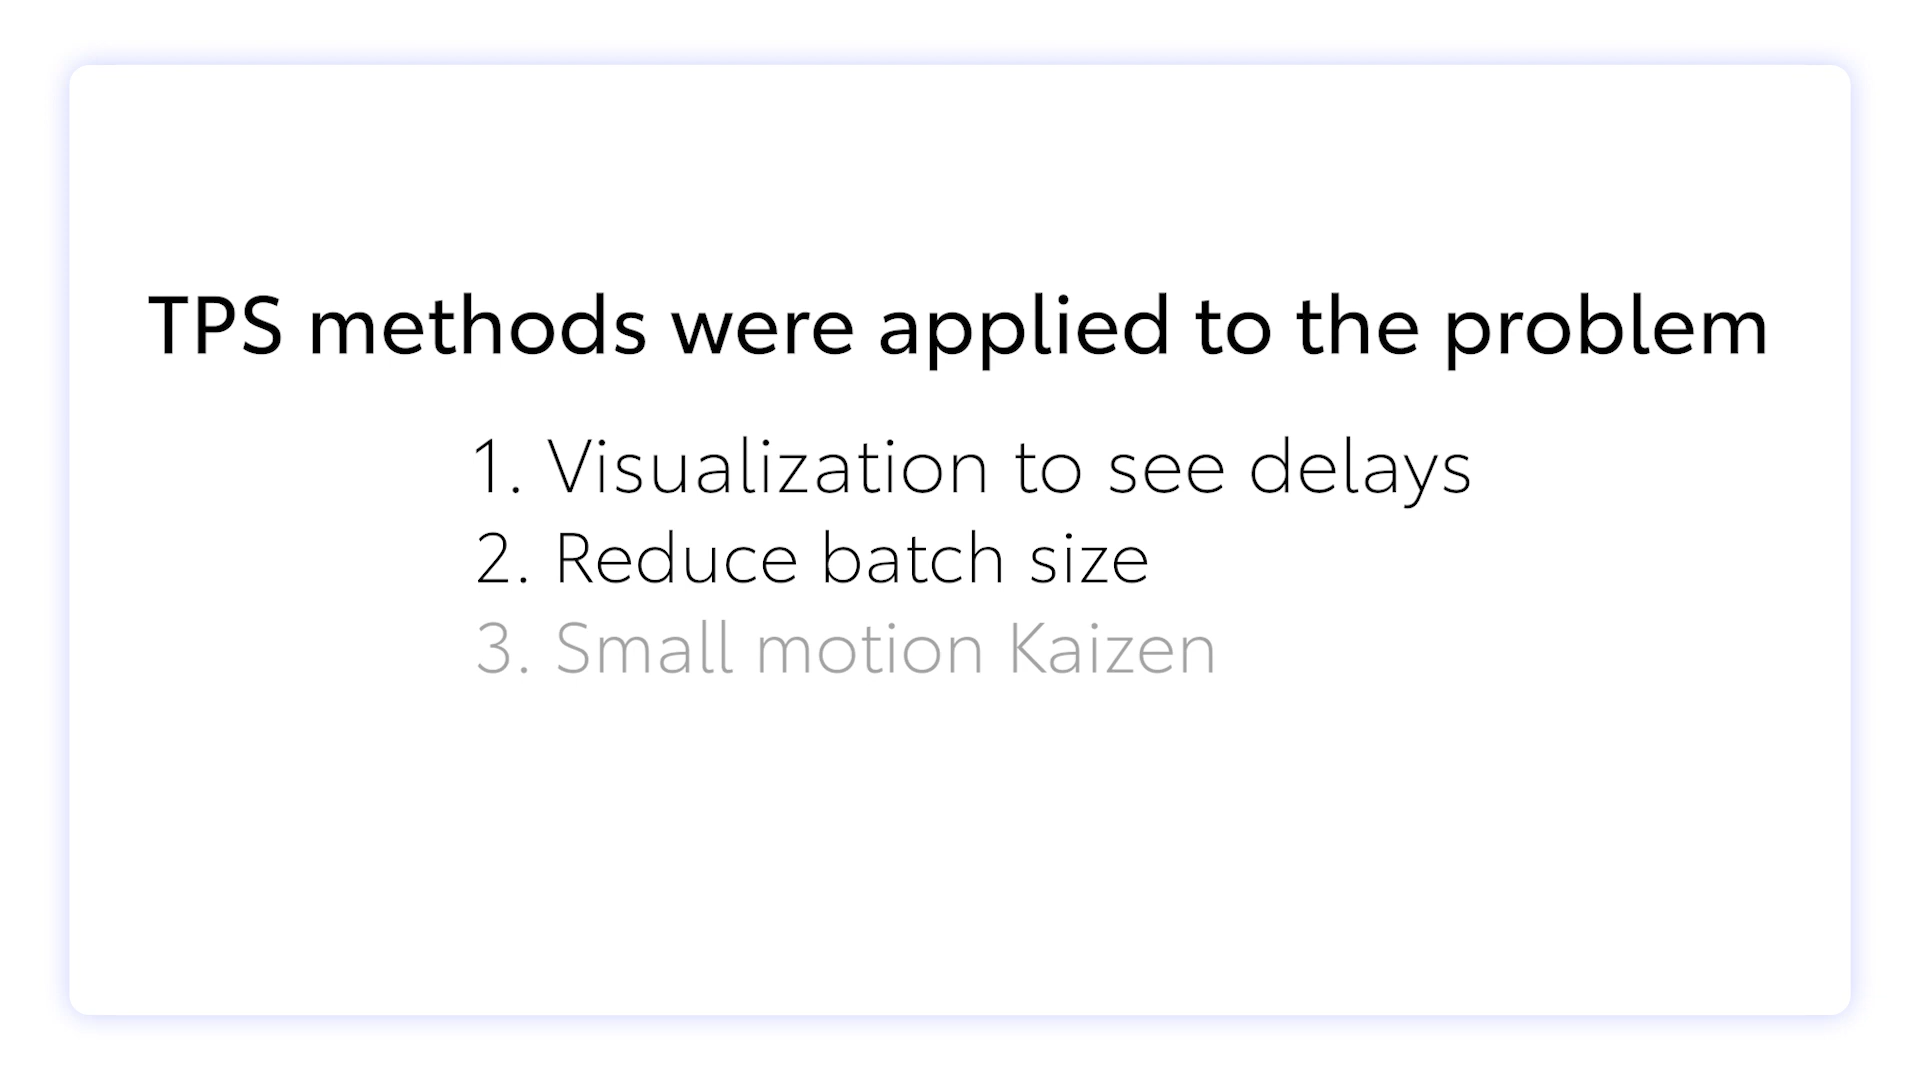 TPS methods were applied to the problem
1. Visualization to see delays
2. Reduce batch size
3. Small motion Kaizen